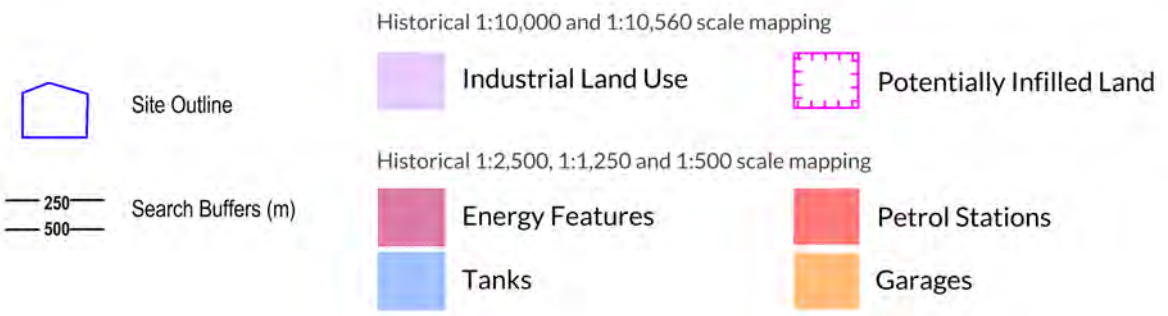 Historical 1:10,000 and 1:10,560 scale mapping
Industrial Land Use
Potentially Infilled Land
Site Outline
Historical 1:2,500, 1:1,250 and 1:500 scale mapping
250
500
Search Buffers (m)
Energy Features
Petrol Stations
Tanks
Garages